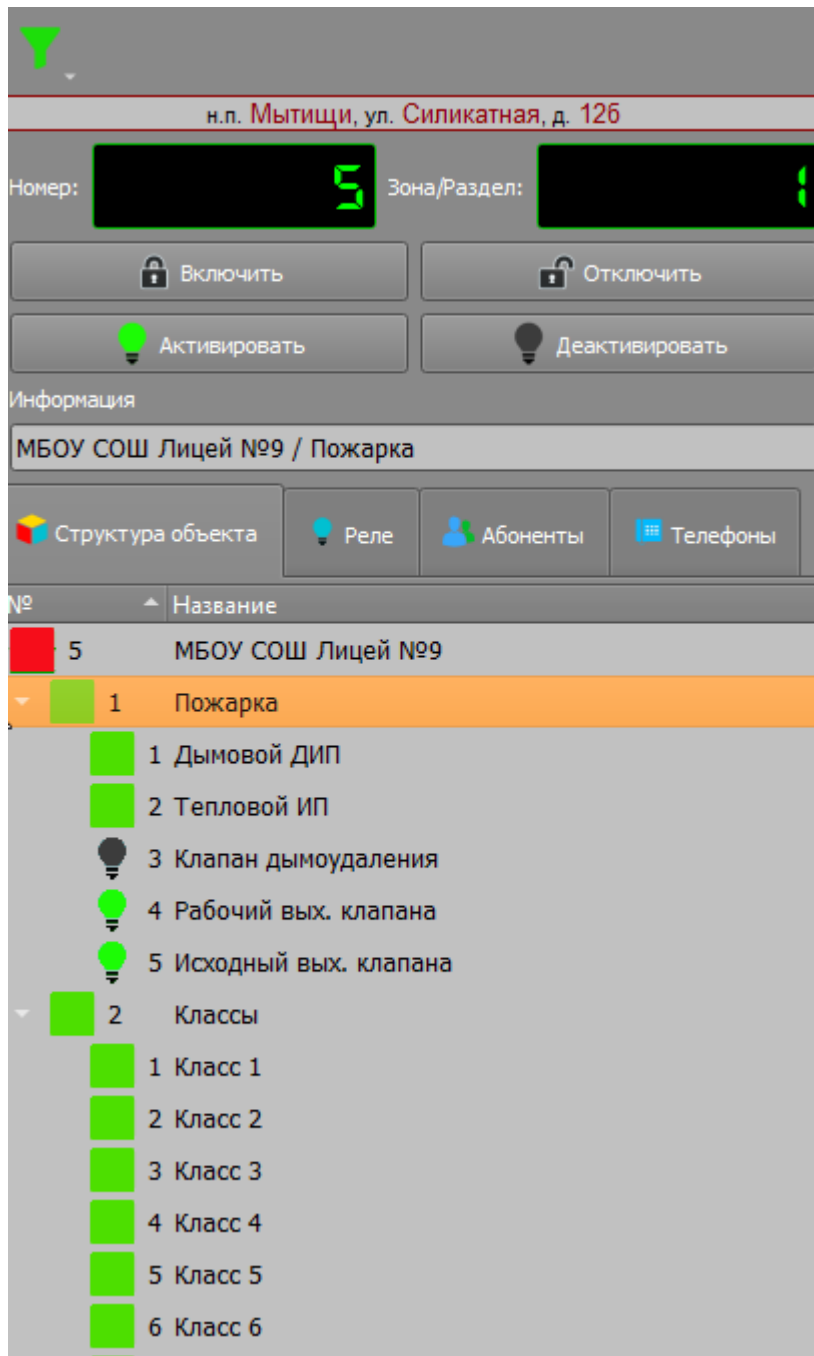 н.п. Мытищи, ул. Силикатная, д. 12б
Номер: 5 Зона/Раздел: 1
Включить Отключить
Активировать Деактивировать
Информация
МБОУ СОШ Лицей №9 / Пожарка
Структура объекта Реле Абоненты Телефоны
№ Название
5 МБОУ СОШ Лицей №9
1 Пожарка
1 Дымовой ДИП
2 Тепловой ИП
3 Клапан дымоудаления
4 Рабочий вых. клапана
5 Исходный вых. клапана
2 Классы
1 Класс 1
2 Класс 2
3 Класс 3
4 Класс 4
5 Класс 5
6 Класс 6